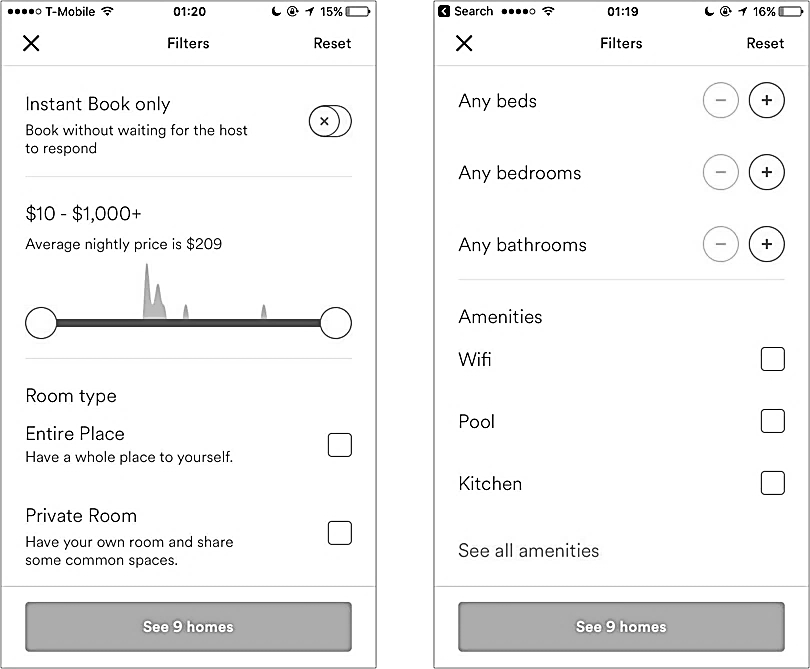 T-Mobile 01:20 15%
Filters Reset
Instant Book only
Book without waiting for the host
to respond
$10 - $1,000+
Average nightly price is $209
Room type
Entire Place
Have a whole place to yourself.
Private Room
Have your own room and share
some common spaces.
See 9 homes
Search 01:19 16%
Filters Reset
Any beds
Any bedrooms
Any bathrooms
Amenities
Wifi
Pool
Kitchen
See all amenities
See 9 homes